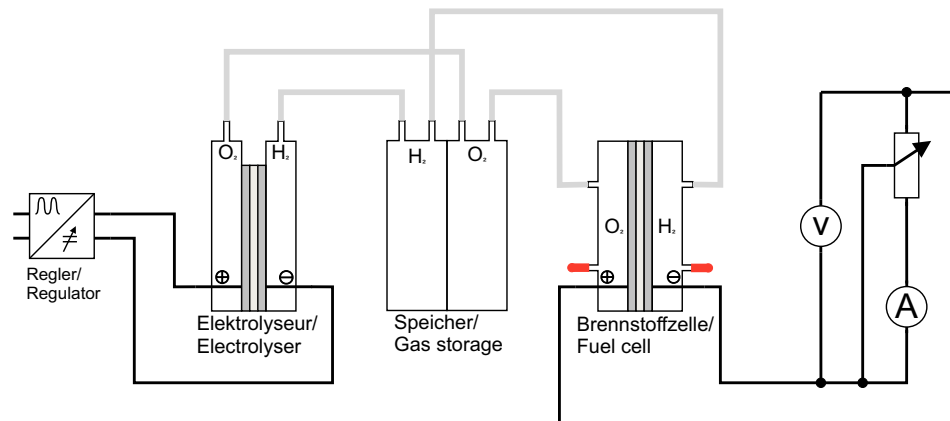 O₂
H₂
H₂
O₂
O₂
H₂
V
A
+
−
+
−
Regler/
Regulator
Elektrolyseur/
Electrolyser
Speicher/
Gas storage
Brennstoffzelle/
Fuel cell